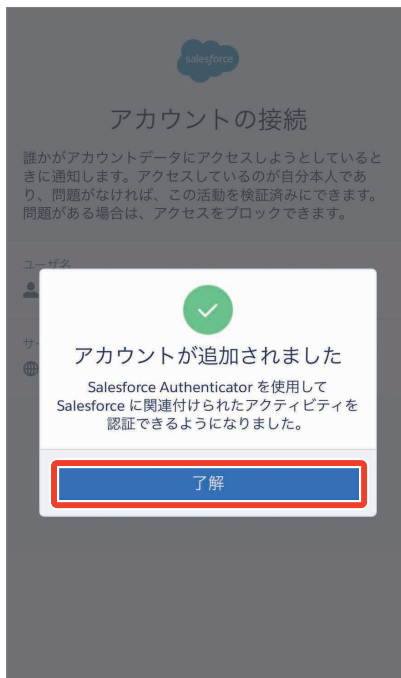 salesforce
アカウントの接続
誰かがアカウントデータにアクセスしようとしていると
きに通知します。アクセスしているのが自分本人であ
り、問題がなければ、この活動を検証済みにできます。
問題がある場合は、アクセスをブロックできます。
ユーザ名
サー
アカウントが追加されました
Salesforce Authenticator を使用して
Salesforce に関連付けられたアクティビティを
認証できるようになりました。
了解